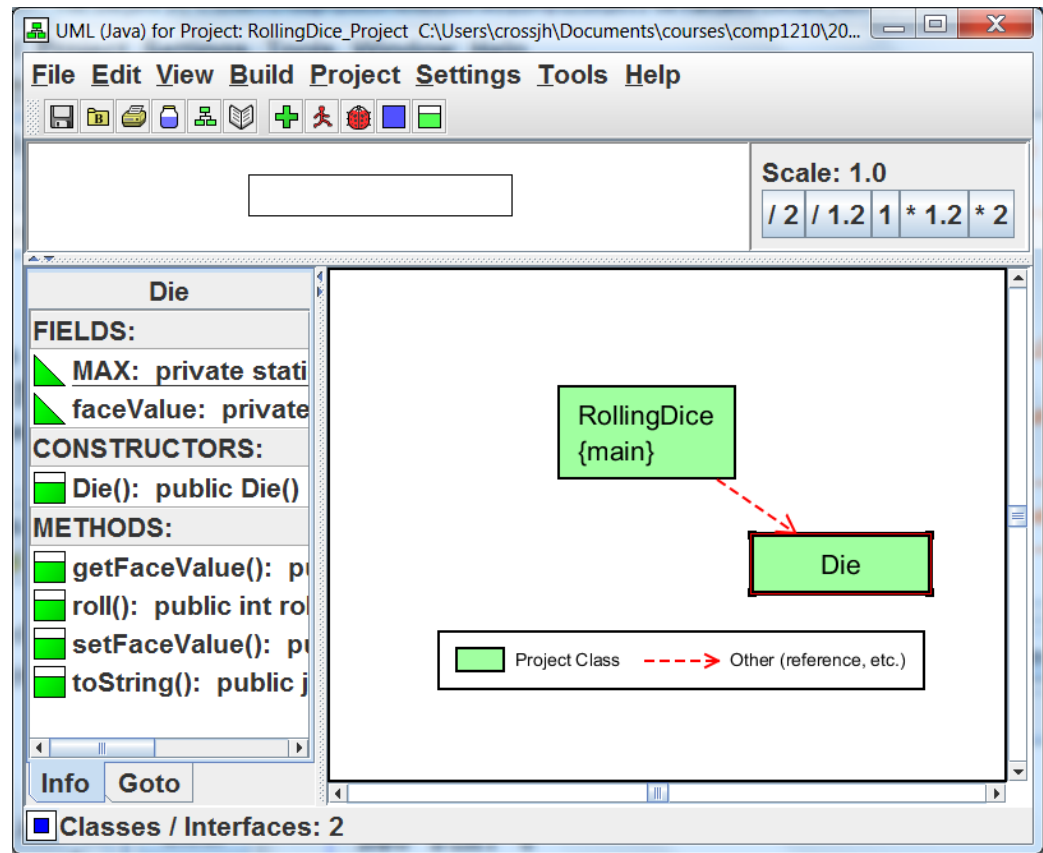 UML (Java) for Project: RollingDice_Project C:\Users\crossjh\Documents\courses\comp1210\20...
File Edit View Build Project Settings Tools Help
B
Scale: 1.0
/ 2 / 1.2 1 * 1.2 * 2
Die
FIELDS:
MAX: private stati
faceValue: private
CONSTRUCTORS:
Die(): public Die()
METHODS:
getFaceValue(): pu
roll(): public int rol
setFaceValue(): pu
toString(): public j
Info Goto
RollingDice
{main}
Die
Project Class Other (reference, etc.)
Classes / Interfaces: 2